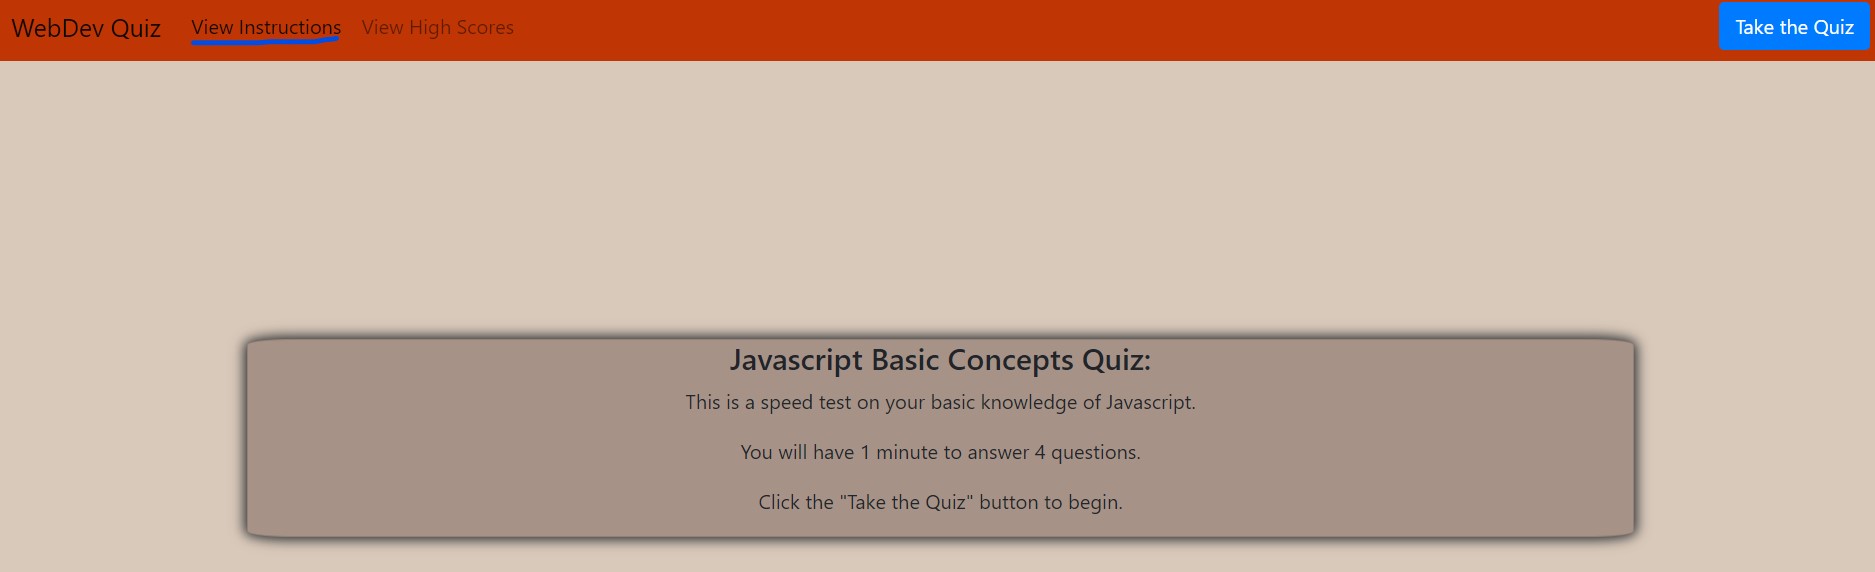 WebDev Quiz View Instructions View High Scores Take the Quiz
Javascript Basic Concepts Quiz:
This is a speed test on your basic knowledge of Javascript.
You will have 1 minute to answer 4 questions.
Click the "Take the Quiz" button to begin.